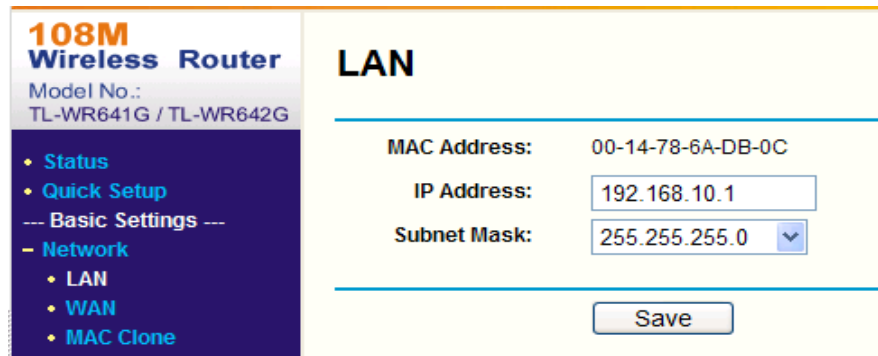 108M
Wireless Router
Model No.:
TL-WR641G / TL-WR642G
• Status
• Quick Setup
--- Basic Settings ---
– Network
• LAN
• WAN
• MAC Clone
LAN
MAC Address: 00-14-78-6A-DB-0C
IP Address: 192.168.10.1
Subnet Mask: 255.255.255.0
Save